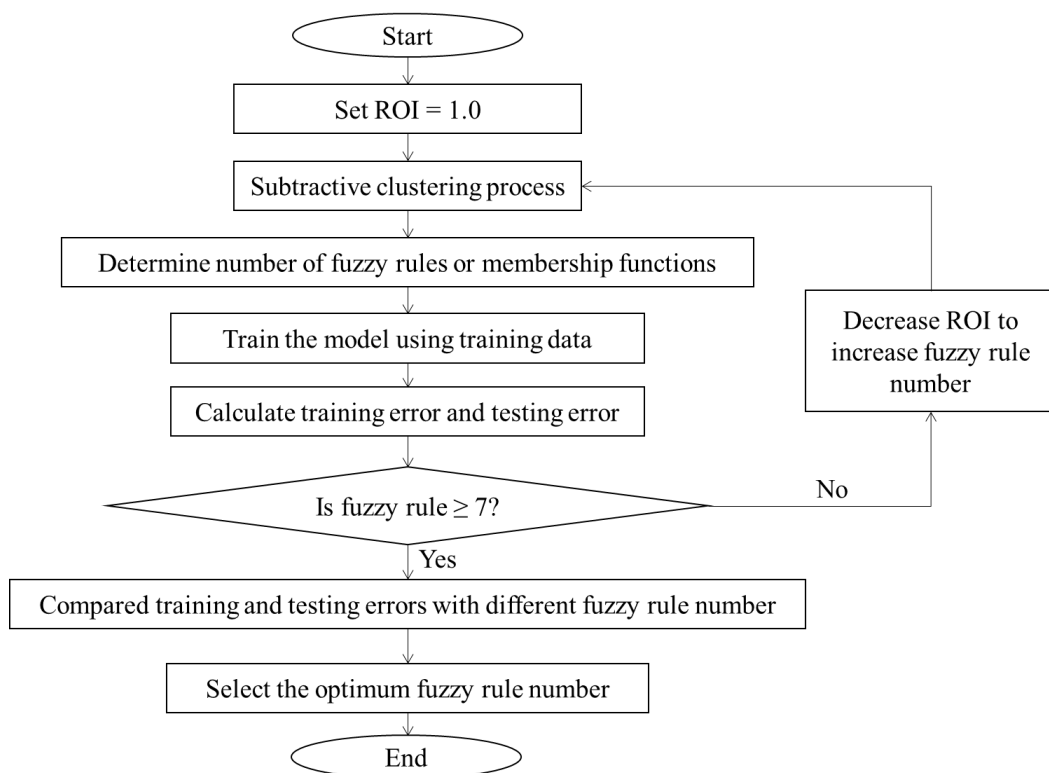 Start
Set ROI = 1.0
Subtractive clustering process
Determine number of fuzzy rules or membership functions
Train the model using training data
Calculate training error and testing error
Is fuzzy rule ≥ 7?
No
Decrease ROI to
increase fuzzy rule
number
Yes
Compared training and testing errors with different fuzzy rule number
Select the optimum fuzzy rule number
End